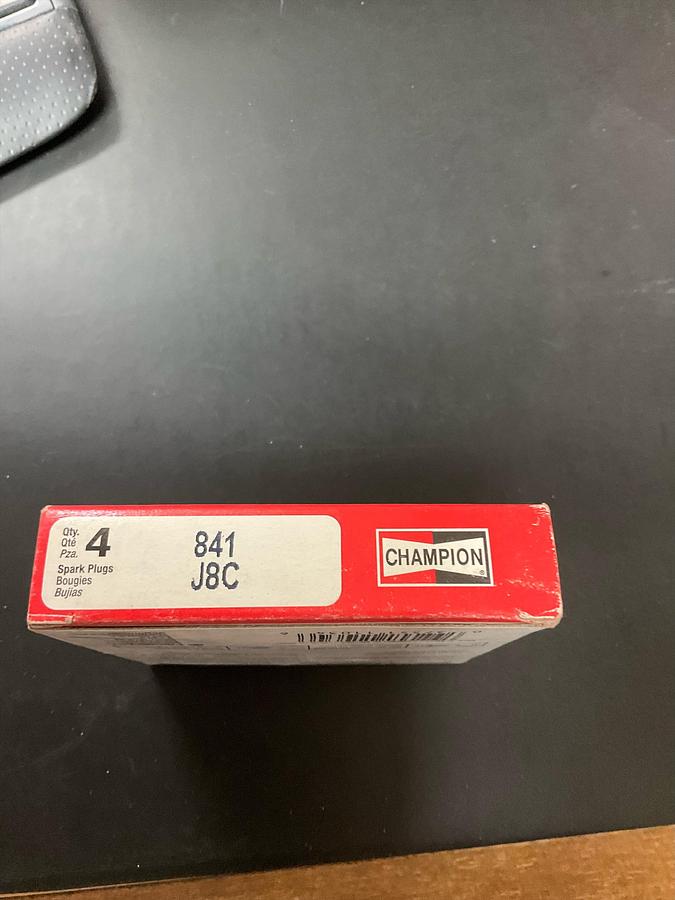 Qty.
Qté
Pza.
4
Spark Plugs
Bougies
Bujías
841
J8C
CHAMPION
®